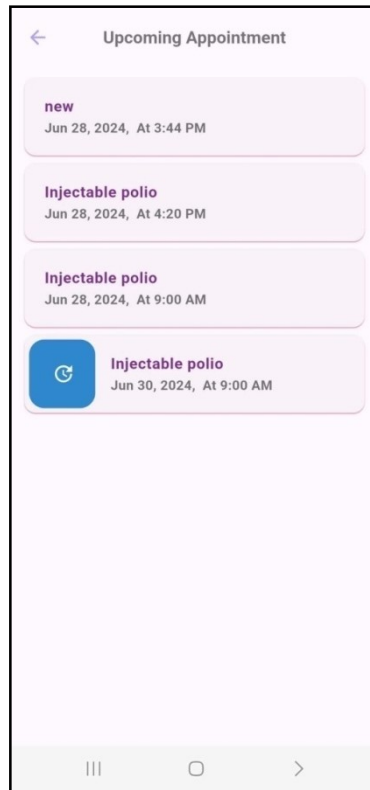 Upcoming Appointment
new
Jun 28, 2024, At 3:44 PM
Injectable polio
Jun 28, 2024, At 4:20 PM
Injectable polio
Jun 28, 2024, At 9:00 AM
Injectable polio
Jun 30, 2024, At 9:00 AM